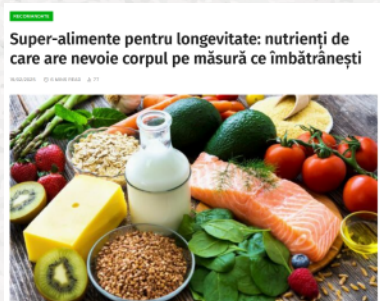 RECOMANDATE
Super-alimente pentru longevitate: nutrienți de
care are nevoie corpul pe măsură ce îmbătrânești